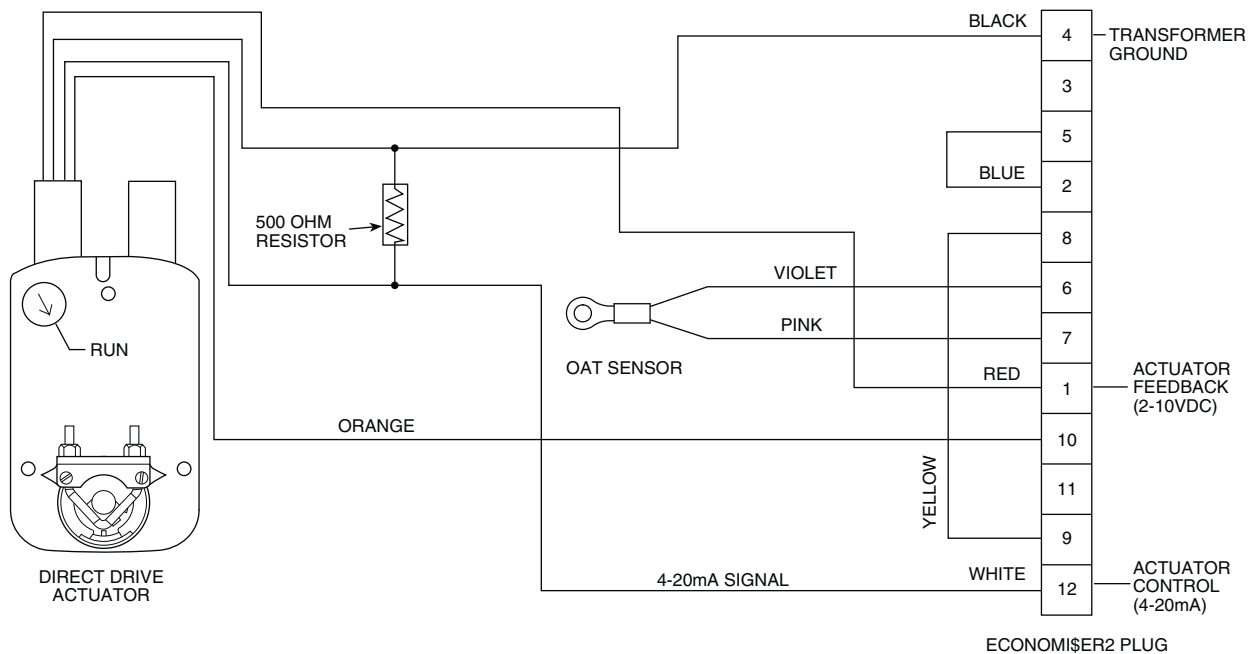 BLACK
4
TRANSFORMER
GROUND
3
5
BLUE
2
500 OHM
RESISTOR
8
VIOLET
6
RUN
PINK
7
OAT SENSOR
RED
1
ACTUATOR
FEEDBACK
(2-10VDC)
ORANGE
10
YELLOW
11
9
DIRECT DRIVE
ACTUATOR
4-20mA SIGNAL
WHITE
12
ACTUATOR
CONTROL
(4-20mA)
ECONOMI$ER2 PLUG